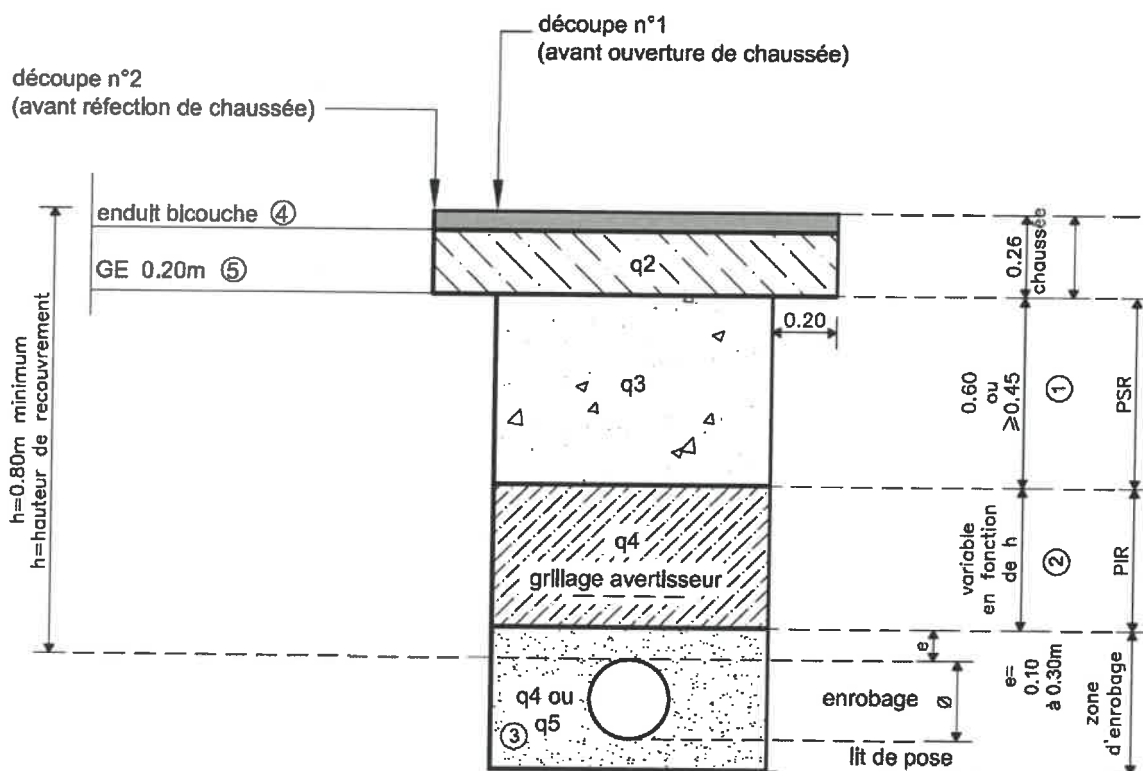 découpe n°1
(avant ouverture de chaussée)
découpe n°2
(avant réfection de chaussée)
enduit bicouche ④
GE 0.20m ⑤
h=0.80m minimum
h=hauteur de recouvrement
q2
0.26
chaussée
0.20
q3
0.60
ou
⩾0.45
①
PSR
q4
grillage avertisseur
variable
en fonction
de h
②
PIR
e
q4 ou
q5
③
enrobage
Ø
lit de pose
e=
0.10
à 0.30m
zone
d'enrobage